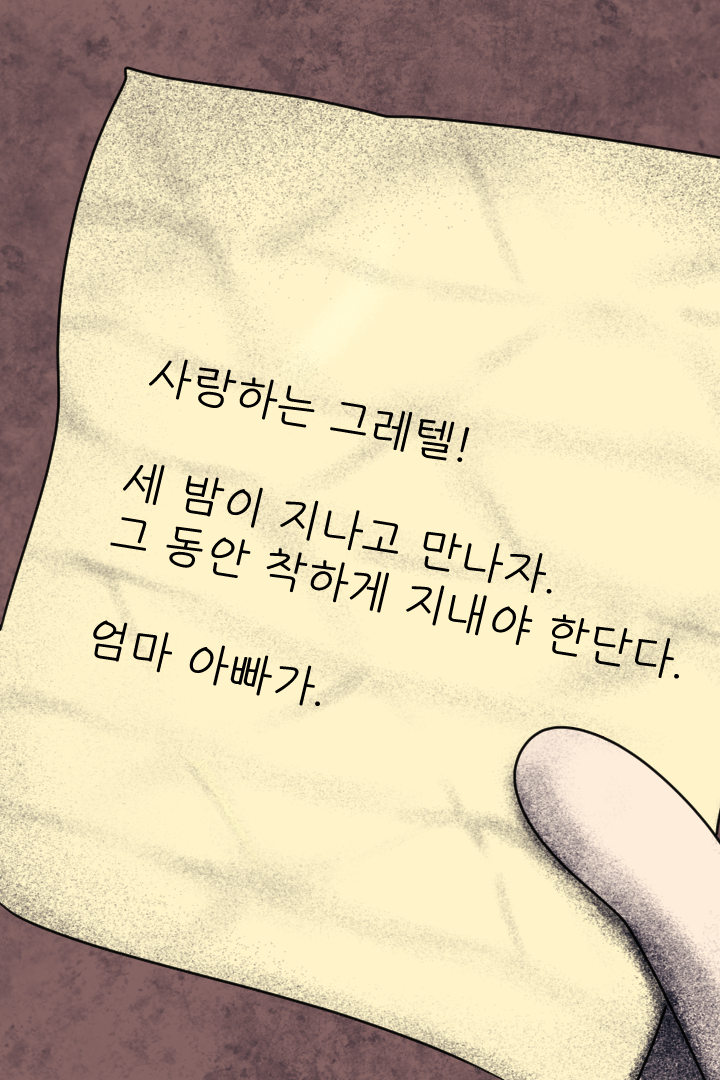 사랑하는 그레텔!
세 밤이 지나고 만나자.
그 동안 착하게 지내야 한단다.
엄마 아빠가.